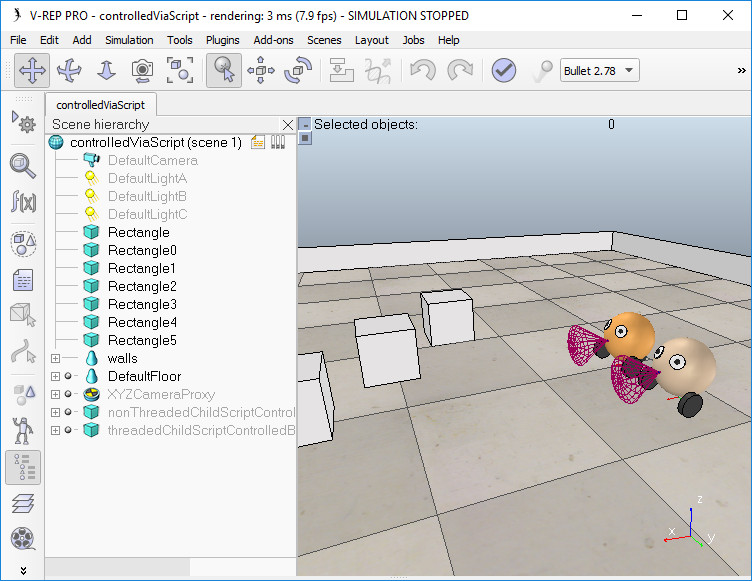 V-REP PRO - controlledViaScript - rendering: 3 ms (7.9 fps) - SIMULATION STOPPED
File Edit Add Simulation Tools Plugins Add-ons Scenes Layout Jobs Help
Bullet 2.78
»
controlledViaScript
Scene hierarchy
Selected objects: 0
controlledViaScript (scene 1)
DefaultCamera
DefaultLightA
DefaultLightB
DefaultLightC
Rectangle
Rectangle0
Rectangle1
Rectangle2
Rectangle3
Rectangle4
Rectangle5
walls
DefaultFloor
XYZCameraProxy
nonThreadedChildScriptControl
threadedChildScriptControlledB
f(x)
z
x
y